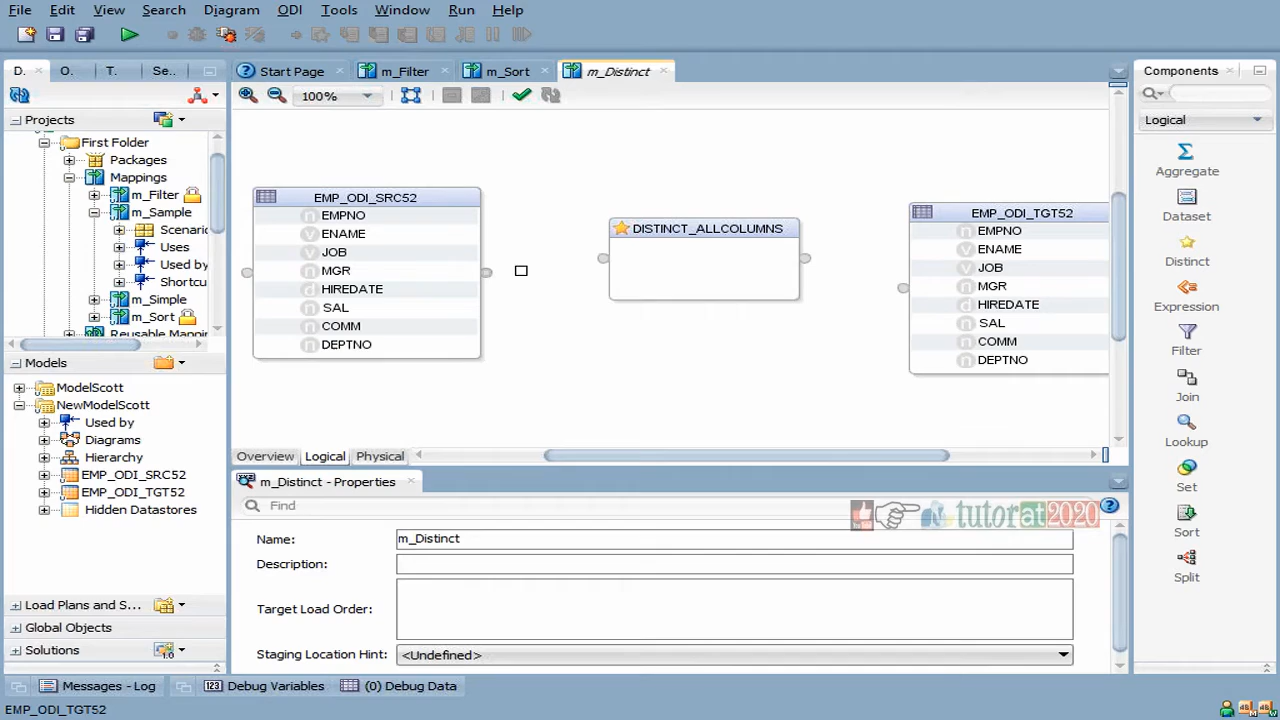 File Edit View Search Diagram ODI Tools Window Run Help
D. O. T. Se..
Start Page m_Filter m_Sort m_Distinct
100%
Projects
First Folder
Packages
Mappings
m_Filter
m_Sample
Scenario
Uses
Used by
Shortcu
m_Simple
m_Sort
Reusable Mappin
Models
ModelScott
NewModelScott
Used by
Diagrams
Hierarchy
EMP_ODI_SRC52
EMP_ODI_TGT52
Hidden Datastores
Load Plans and S...
Global Objects
Solutions
EMP_ODI_SRC52
EMPNO
ENAME
JOB
MGR
HIREDATE
SAL
COMM
DEPTNO
DISTINCT_ALLCOLUMNS
EMP_ODI_TGT52
EMPNO
ENAME
JOB
MGR
HIREDATE
SAL
COMM
DEPTNO
Overview Logical Physical
m_Distinct - Properties
Find
tutorat2020
Name: m_Distinct
Description:
Target Load Order:
Staging Location Hint: <Undefined>
Components
Logical
Aggregate
Dataset
Distinct
Expression
Filter
Join
Lookup
Set
Sort
Split
Messages - Log Debug Variables (0) Debug Data
EMP_ODI_TGT52